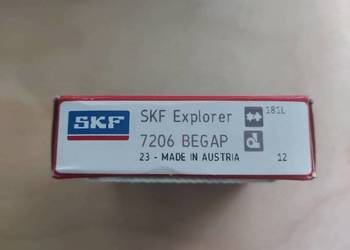 SKF
SKF Explorer
181L
7206 BEGAP
23 - MADE IN AUSTRIA
12